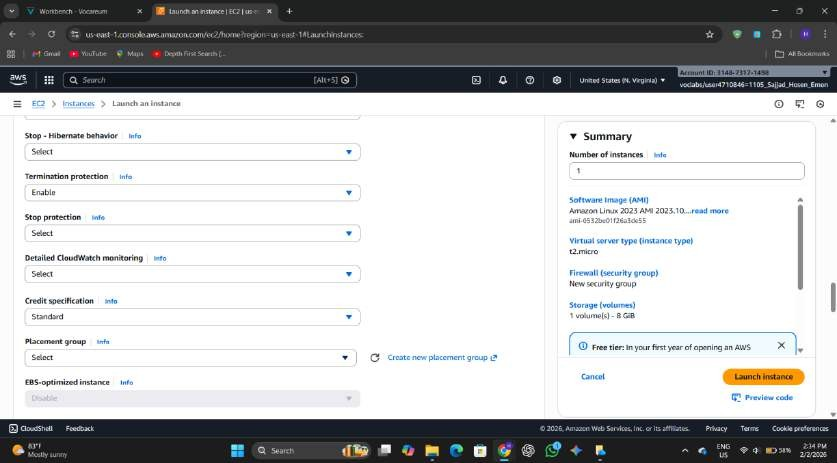 Workbench - Vocareum
Launch an instance | EC2 | us-e
us-east-1.console.aws.amazon.com/ec2/home?region=us-east-1#LaunchInstances:
Gmail
YouTube
Maps
Depth First Search (...
All Bookmarks
aws
Search
[Alt+S]
United States (N. Virginia)
Account ID: 3148-7317-1498
voclabs/user4710846=1105_Sajjad_Hosen_Emon
EC2
Instances
Launch an instance
Stop - Hibernate behavior
Info
Select
Termination protection
Info
Enable
Stop protection
Info
Select
Detailed CloudWatch monitoring
Info
Select
Credit specification
Info
Standard
Placement group
Info
Select
Create new placement group
EBS-optimized instance
Info
Disable
Summary
Number of instances
Info
1
Software Image (AMI)
Amazon Linux 2023 AMI 2023.10....read more
ami-0532be01f26a3de55
Virtual server type (instance type)
t2.micro
Firewall (security group)
New security group
Storage (volumes)
1 volume(s) - 8 GiB
Free tier: In your first year of opening an AWS
Cancel
Launch instance
Preview code
CloudShell
Feedback
© 2026, Amazon Web Services, Inc. or its affiliates.
Privacy
Terms
Cookie preferences
83°F
Mostly sunny
Search
ENG
US
58%
2:34 PM
2/2/2026